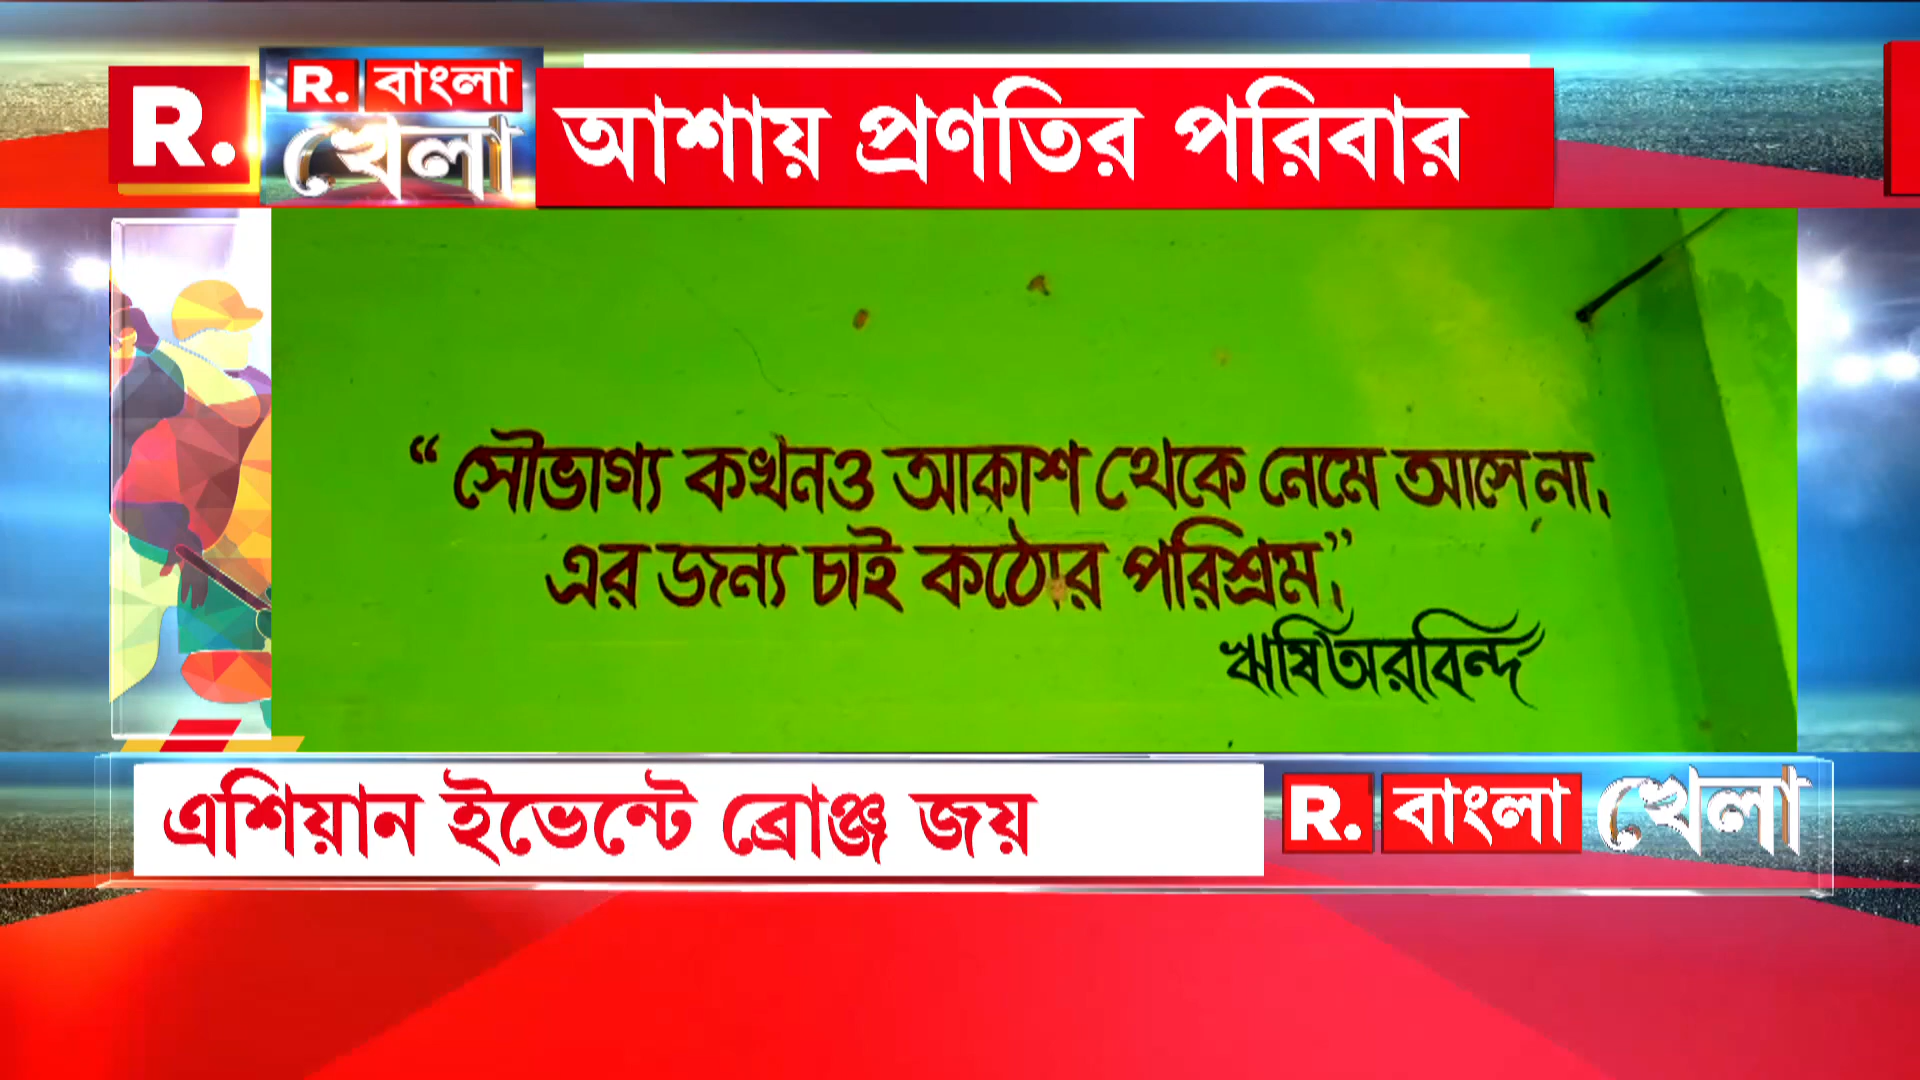 R.
R. বাংলা
খেলা
আশায় প্রণতির পরিবার
“সৌভাগ্য কখনও আকাশ থেকে নেমে আসে না,
এর জন্য চাই কঠোর পরিশ্রম,”
ঋষি অরবিন্দ
এশিয়ান ইভেন্টে ব্রোঞ্জ জয়
R. বাংলা খেলা